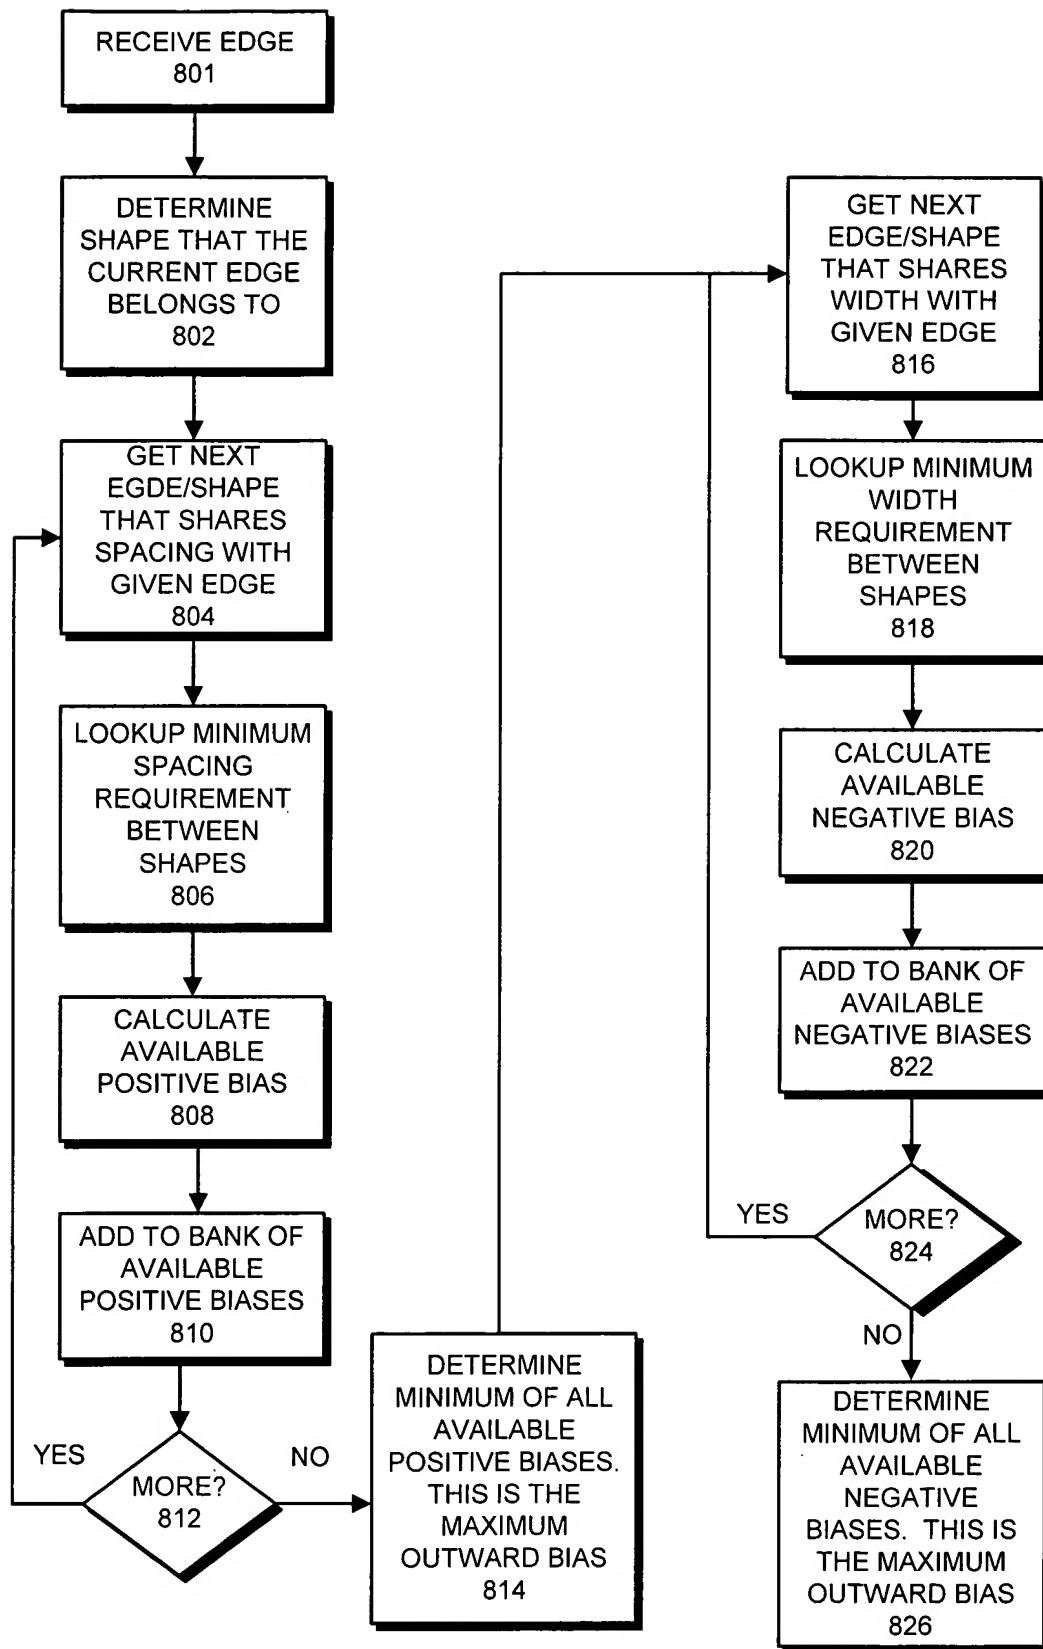 RECEIVE EDGE
801
DETERMINE
SHAPE THAT THE
CURRENT EDGE
BELONGS TO
802
GET NEXT
EGDE/SHAPE
THAT SHARES
SPACING WITH
GIVEN EDGE
804
LOOKUP MINIMUM
SPACING
REQUIREMENT
BETWEEN
SHAPES
806
CALCULATE
AVAILABLE
POSITIVE BIAS
808
ADD TO BANK OF
AVAILABLE
POSITIVE BIASES
810
YES
MORE?
812
NO
DETERMINE
MINIMUM OF ALL
AVAILABLE
POSITIVE BIASES.
THIS IS THE
MAXIMUM
OUTWARD BIAS
814
GET NEXT
EDGE/SHAPE
THAT SHARES
WIDTH WITH
GIVEN EDGE
816
LOOKUP MINIMUM
WIDTH
REQUIREMENT
BETWEEN
SHAPES
818
CALCULATE
AVAILABLE
NEGATIVE BIAS
820
ADD TO BANK OF
AVAILABLE
NEGATIVE BIASES
822
YES
MORE?
824
NO
DETERMINE
MINIMUM OF ALL
AVAILABLE
NEGATIVE
BIASES. THIS IS
THE MAXIMUM
OUTWARD BIAS
826